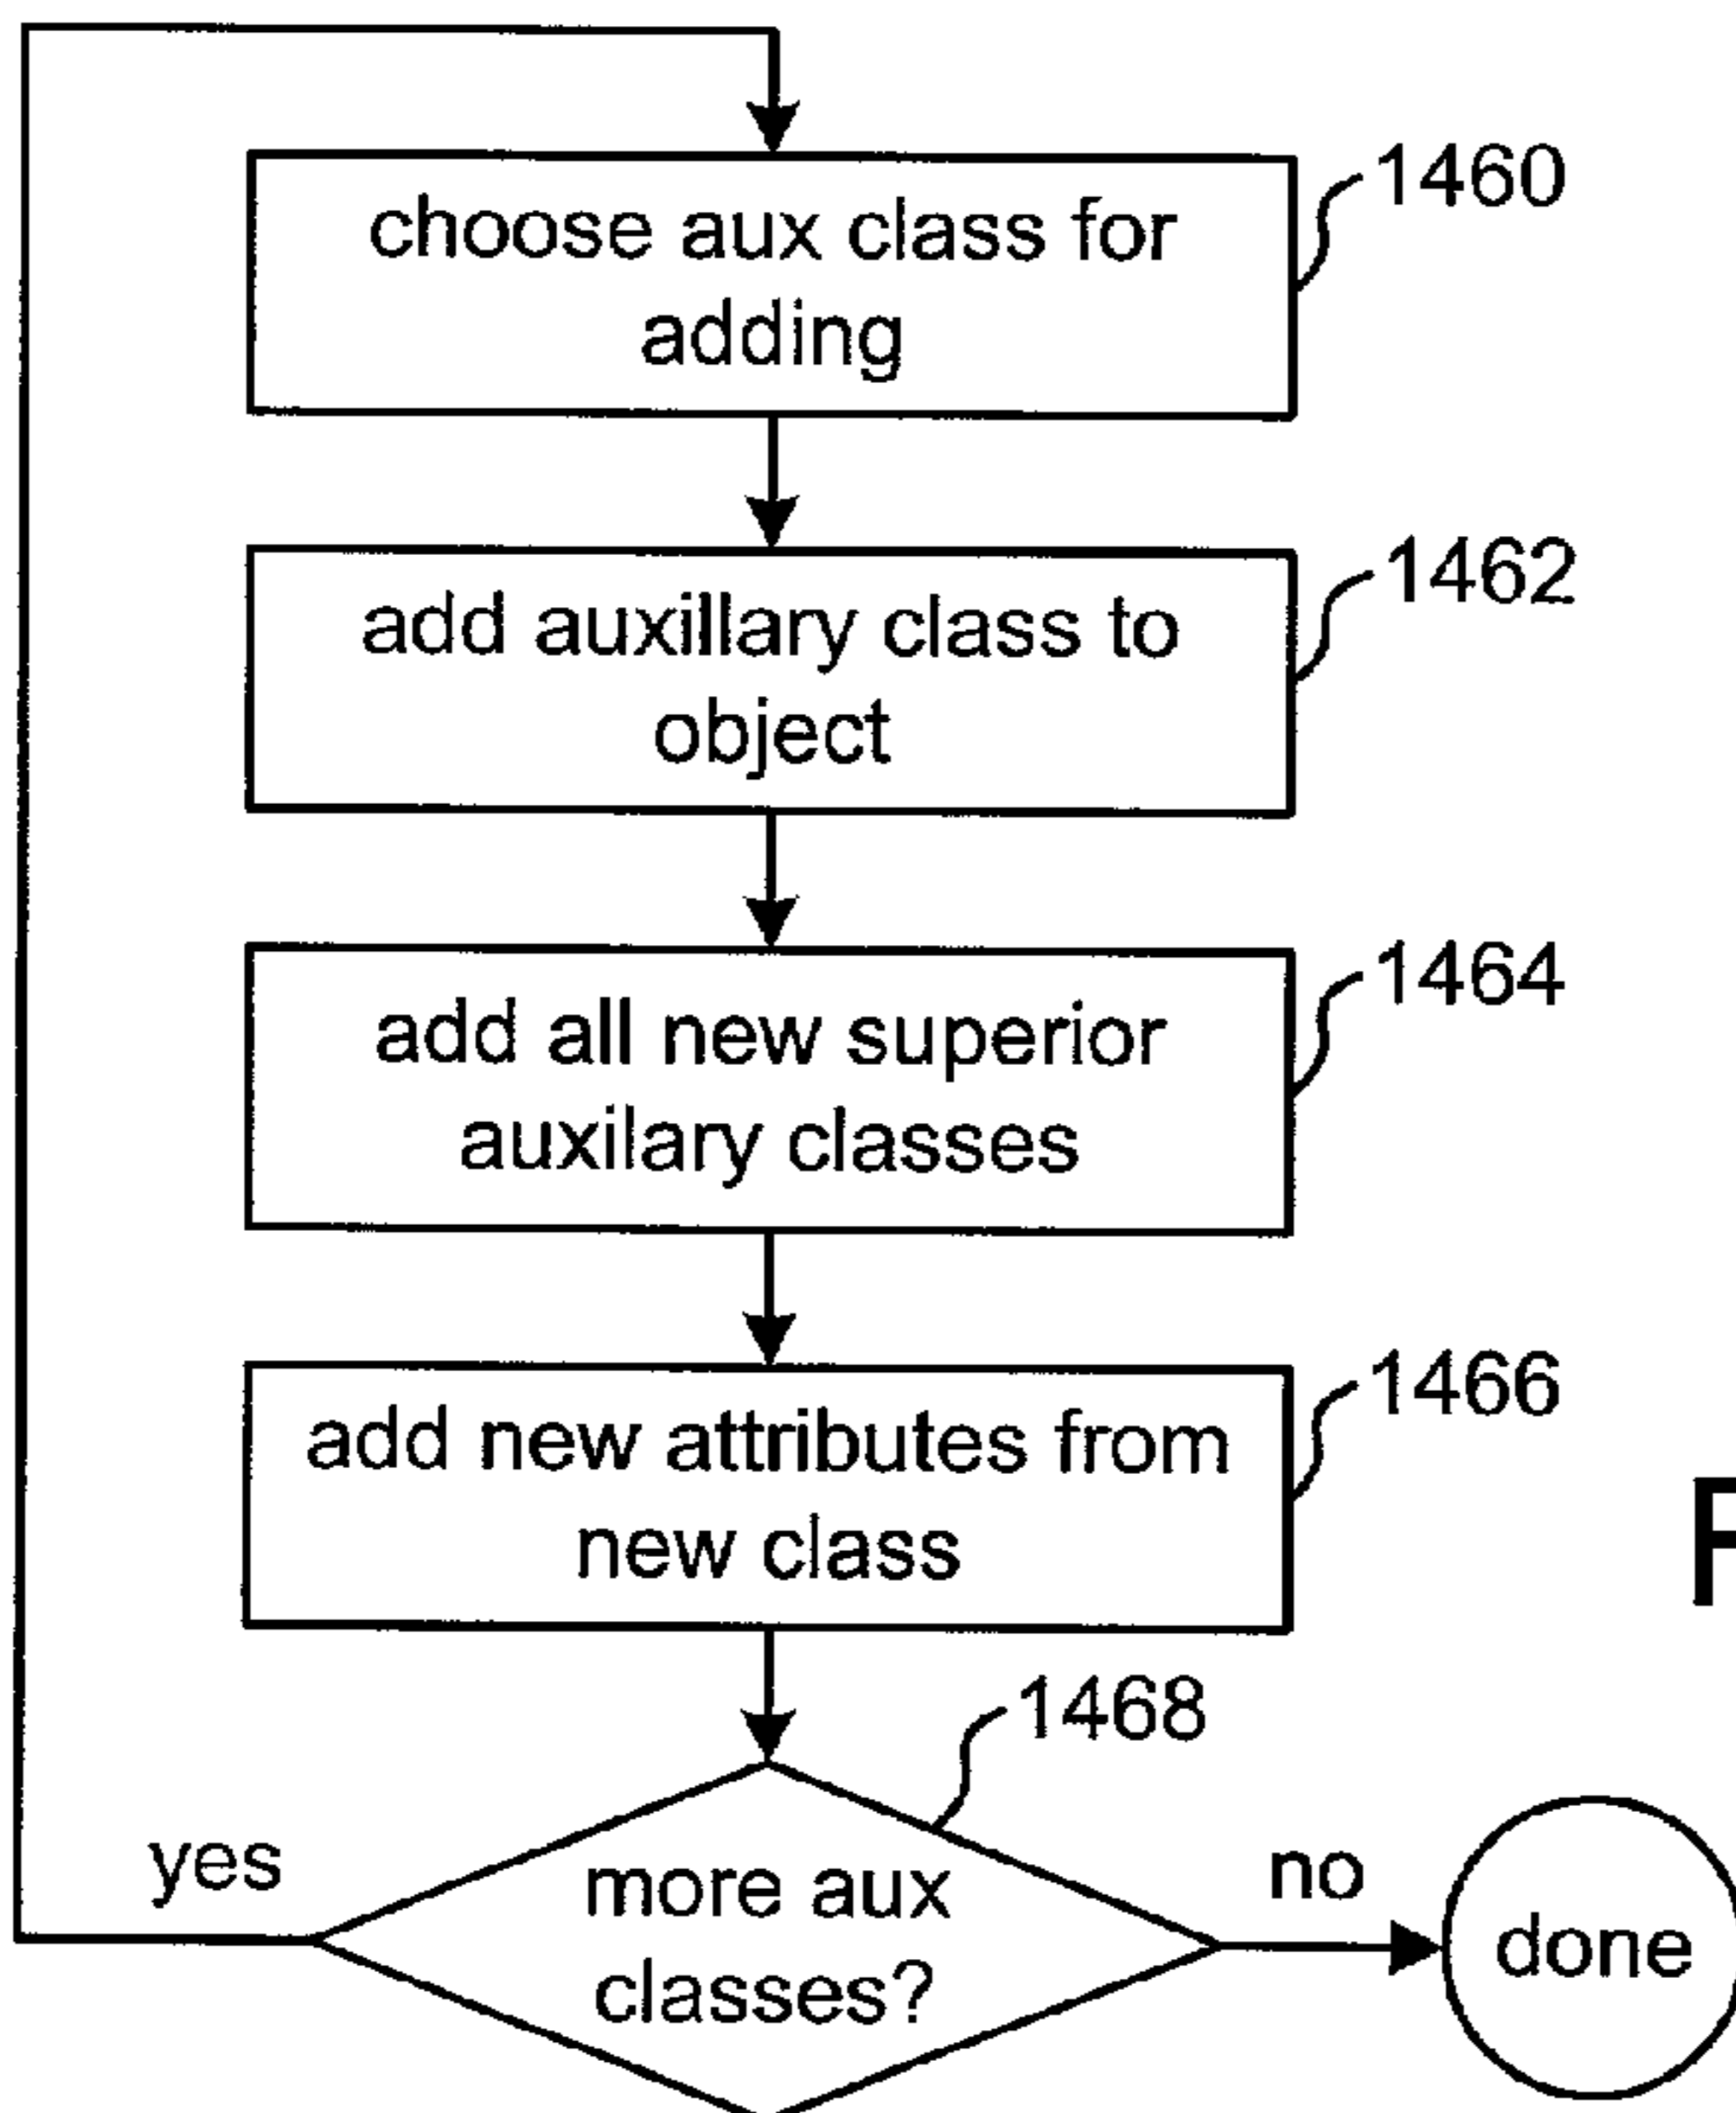 choose aux class for
adding
1460
add auxillary class to
object
1462
add all new superior
auxilary classes
1464
add new attributes from
new class
1466
F
1468
more aux
classes?
yes
no
done